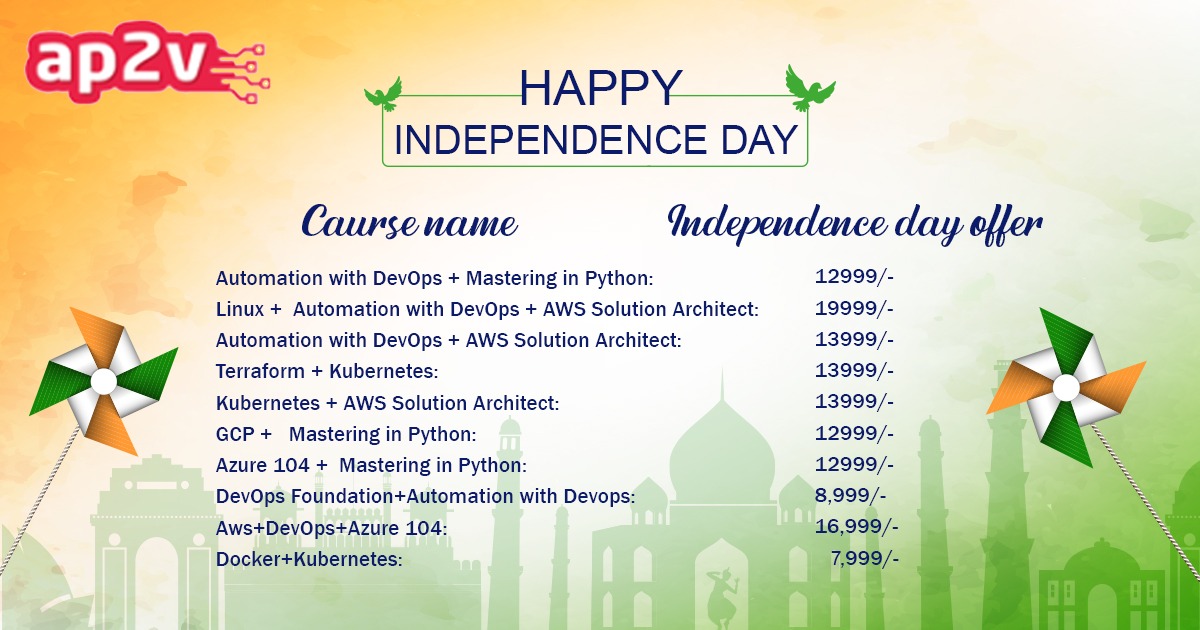 ap2v
HAPPY
INDEPENDENCE DAY
Caurse name Independence day offer
Automation with DevOps + Mastering in Python: 12999/-
Linux + Automation with DevOps + AWS Solution Architect: 19999/-
Automation with DevOps + AWS Solution Architect: 13999/-
Terraform + Kubernetes: 13999/-
Kubernetes + AWS Solution Architect: 13999/-
GCP + Mastering in Python: 12999/-
Azure 104 + Mastering in Python: 12999/-
DevOps Foundation+Automation with Devops: 8,999/-
Aws+DevOps+Azure 104: 16,999/-
Docker+Kubernetes: 7,999/-